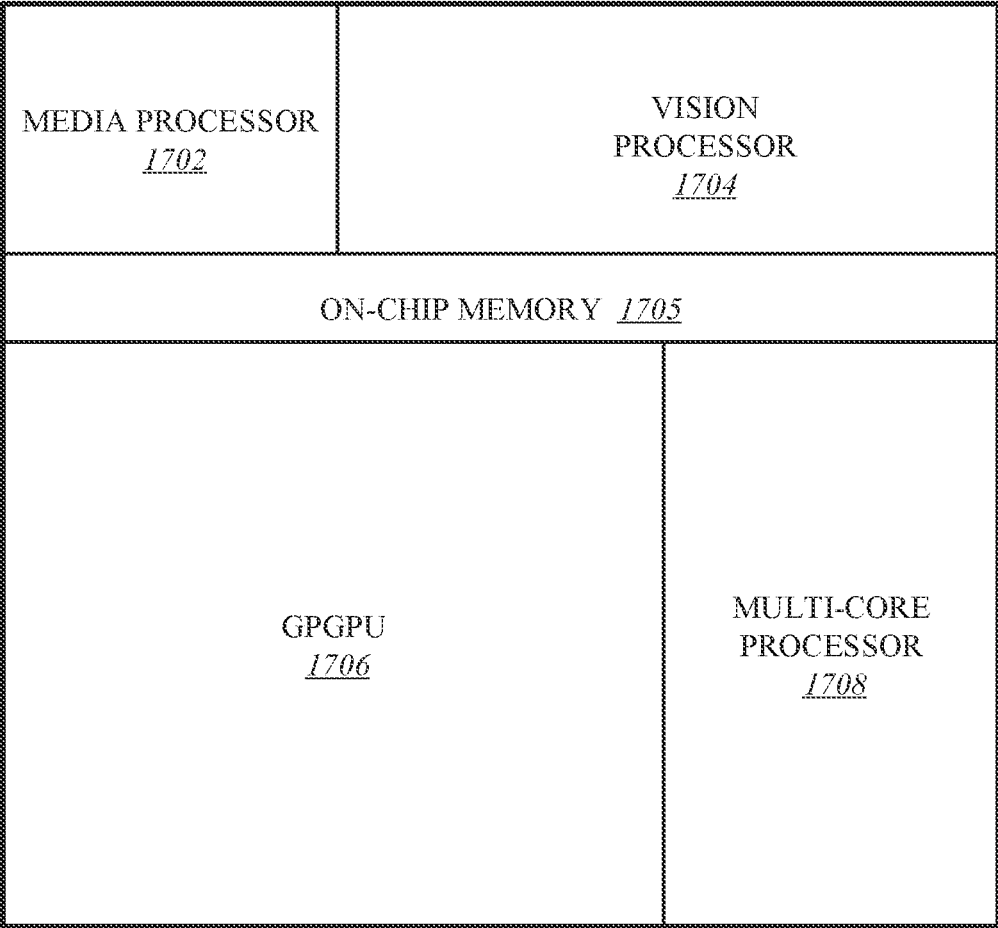 MEDIA PROCESSOR
1702
VISION
PROCESSOR
1704
ON-CHIP MEMORY 1705
GPGPU
1706
MULTI-CORE
PROCESSOR
1708